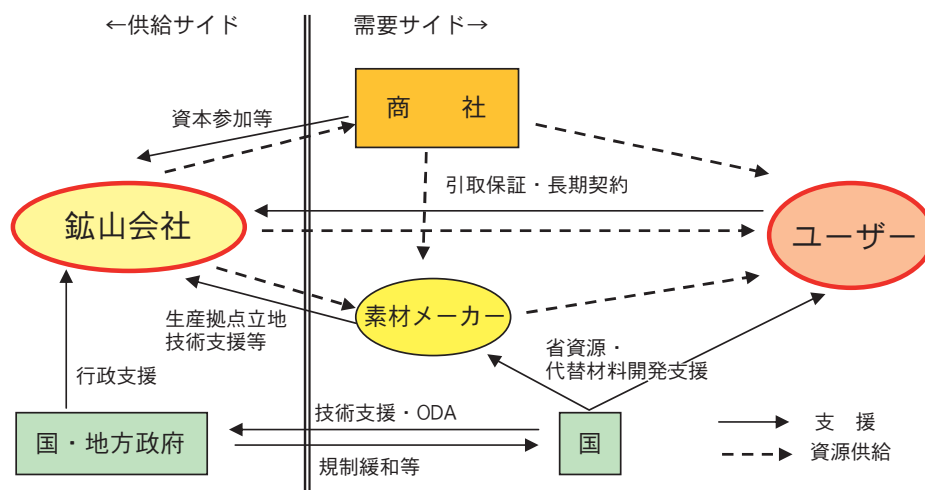 ←供給サイド
需要サイド→
商　社
資本参加等
引取保証・長期契約
鉱山会社
ユーザー
素材メーカー
生産拠点立地
技術支援等
省資源・
代替材料開発支援
行政支援
技術支援・ODA
国・地方政府
国
規制緩和等
支　援
資源供給